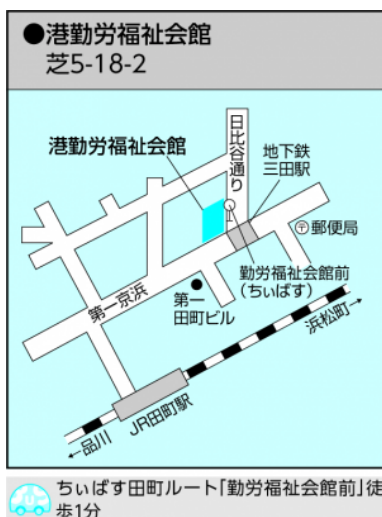 ●港勤労福祉会館
芝5-18-2
港勤労福祉会館
日比谷通り
地下鉄
三田駅
〒郵便局
勤労福祉会館前
(ちぃばす)
第一
田町ビル
第一京浜
浜松町→
JR田町駅
←品川
ちぃばす田町ルート「勤労福祉会館前」徒
歩1分